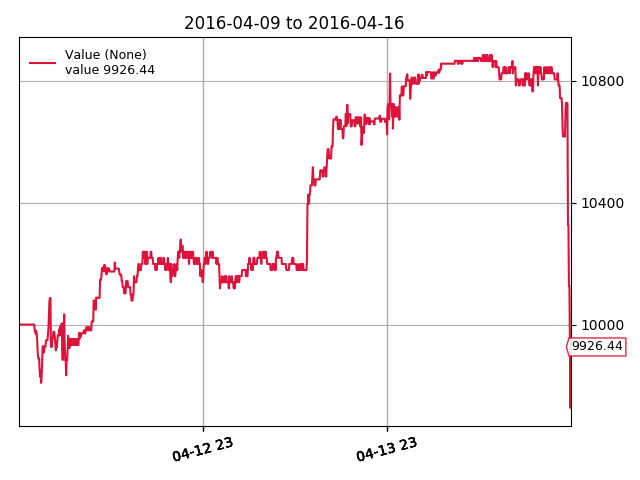 2016-04-09 to 2016-04-16
Value (None)
value 9926.44
10800
10400
10000
9926.44
04-12 23
04-13 23